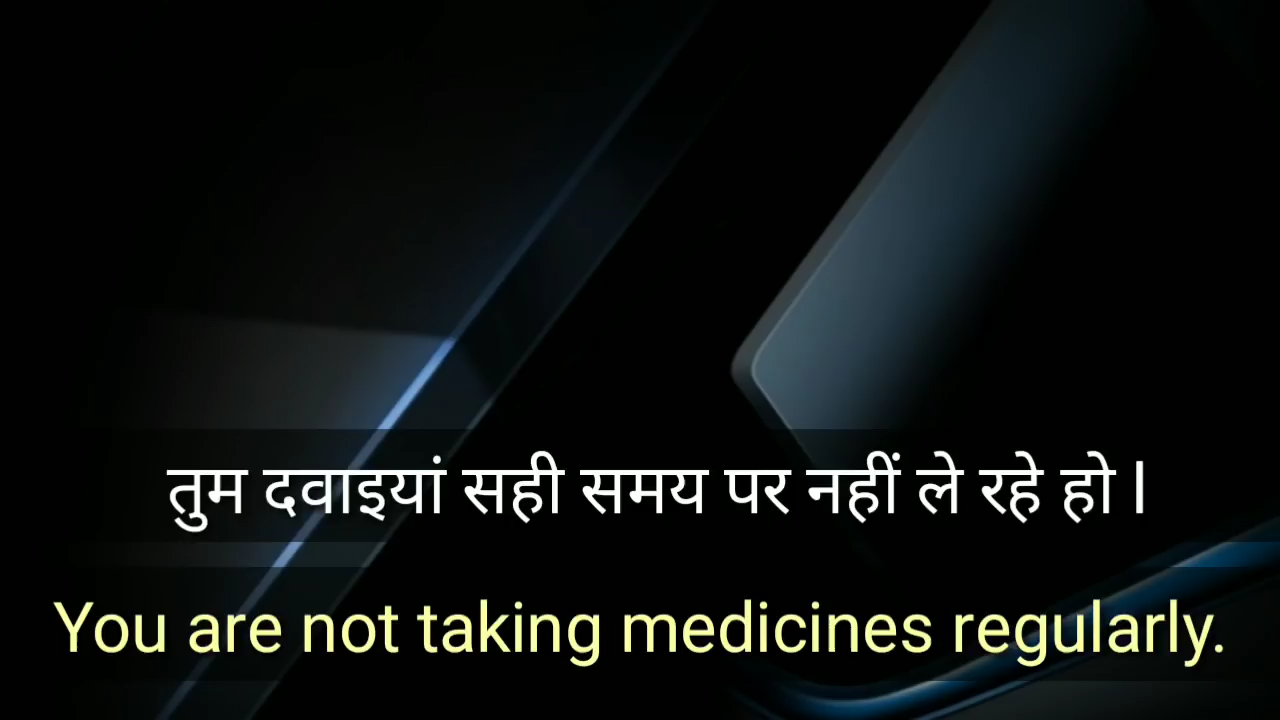 तुम दवाइयां सही समय पर नहीं ले रहे हो l
You are not taking medicines regularly.